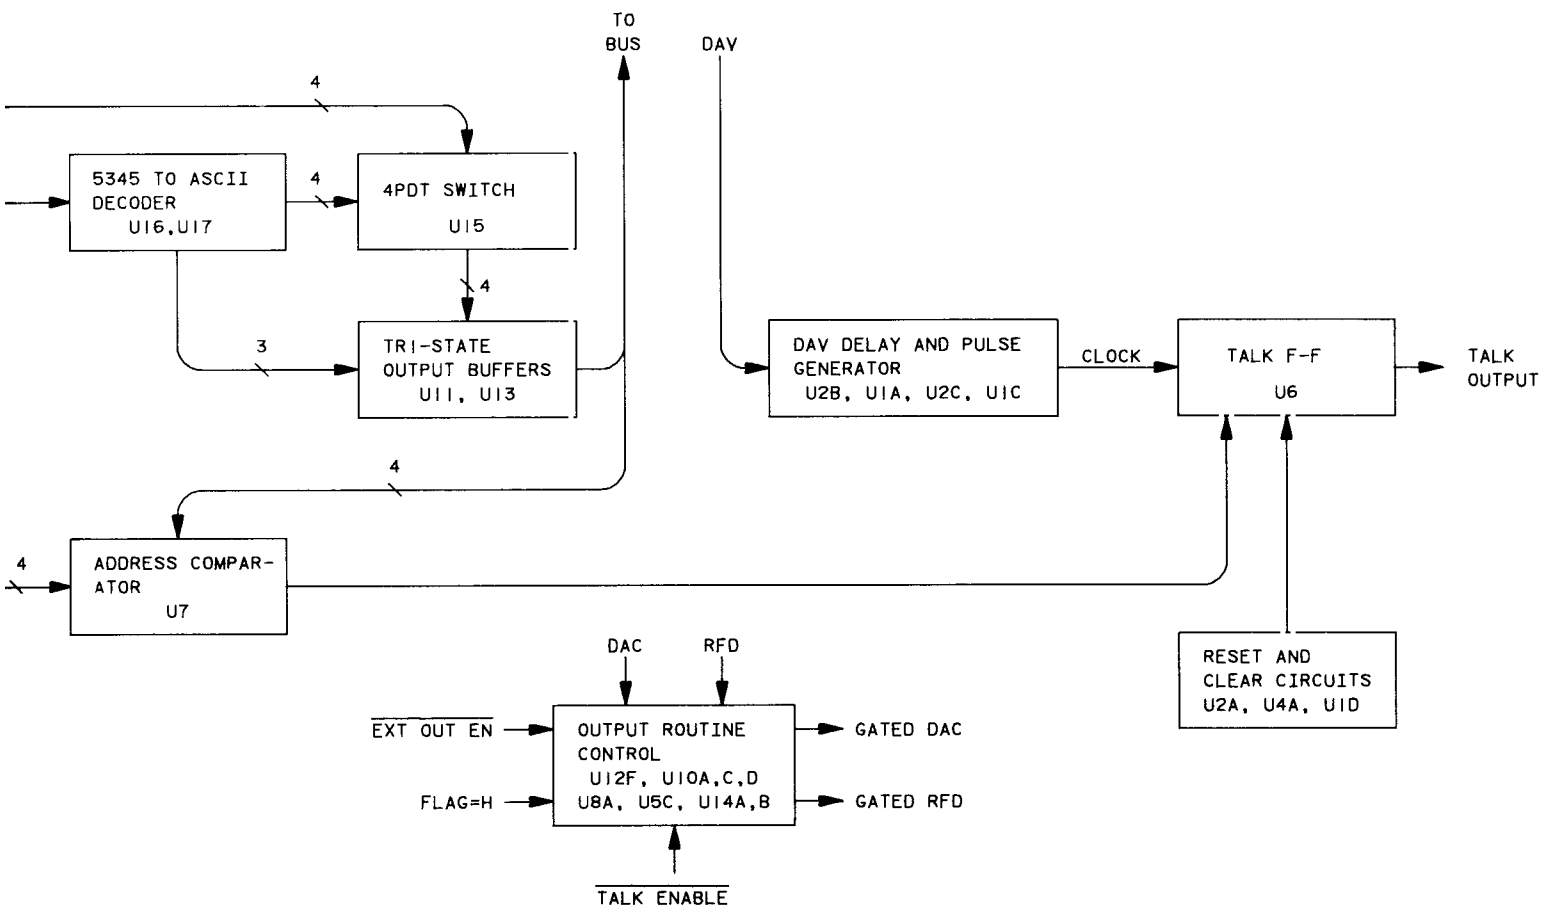 TO
BUS
DAV
4
5345 TO ASCII
DECODER
U16,U17
4
4PDT SWITCH
U15
4
3
TRI-STATE
OUTPUT BUFFERS
U11, U13
DAV DELAY AND PULSE
GENERATOR
U2B, U1A, U2C, U1C
CLOCK
TALK F-F
U6
TALK
OUTPUT
4
4
ADDRESS COMPAR-
ATOR
U7
RESET AND
CLEAR CIRCUITS
U2A, U4A, U1D
DAC
RFD
EXT OUT EN
OUTPUT ROUTINE
CONTROL
U12F, U10A,C,D
U8A, U5C, U14A,B
GATED DAC
FLAG=H
GATED RFD
TALK ENABLE